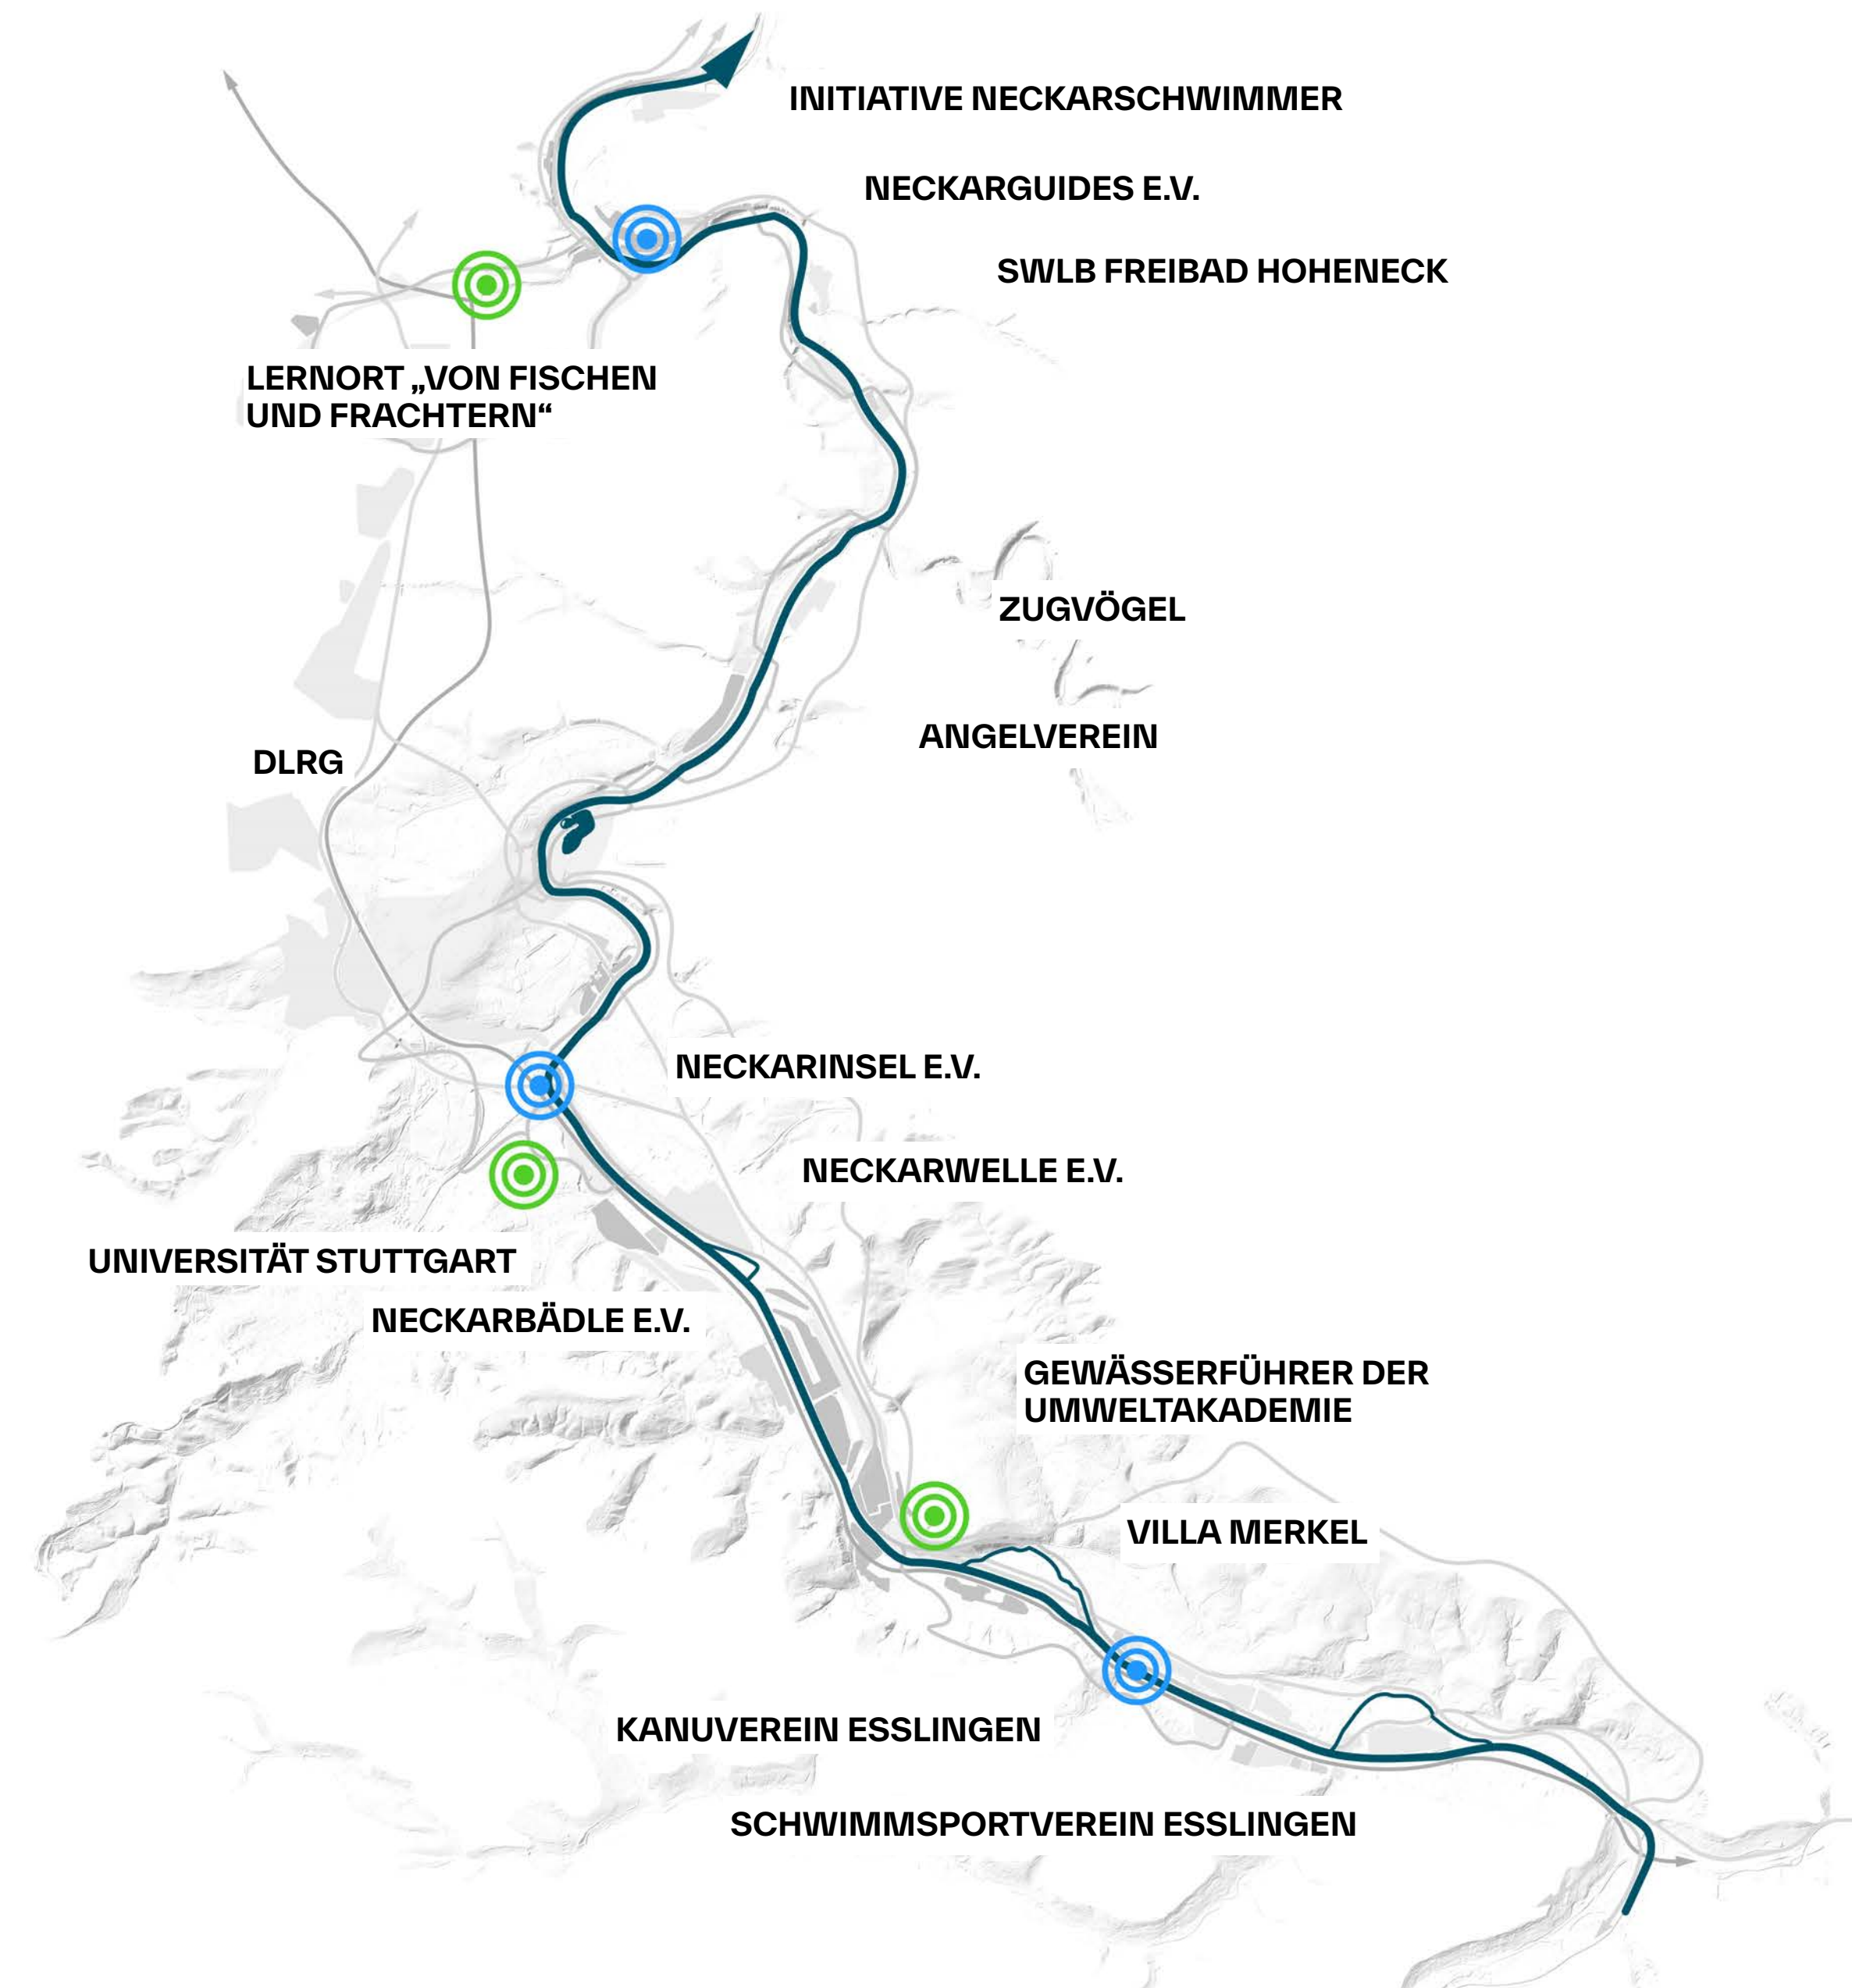 INITIATIVE NECKARSCHWIMMER
NECKARGUIDES E.V.
SWLB FREIBAD HOHENECK
LERNORT „VON FISCHEN
UND FRACHTERN“
ZUGVÖGEL
ANGELVEREIN
DLRG
NECKARINSEL E.V.
NECKARWELLE E.V.
UNIVERSITÄT STUTTGART
NECKARBÄDLE E.V.
GEWÄSSERFÜHRER DER
UMWELTAKADEMIE
VILLA MERKEL
KANUVEREIN ESSLINGEN
SCHWIMMSPORTVEREIN ESSLINGEN